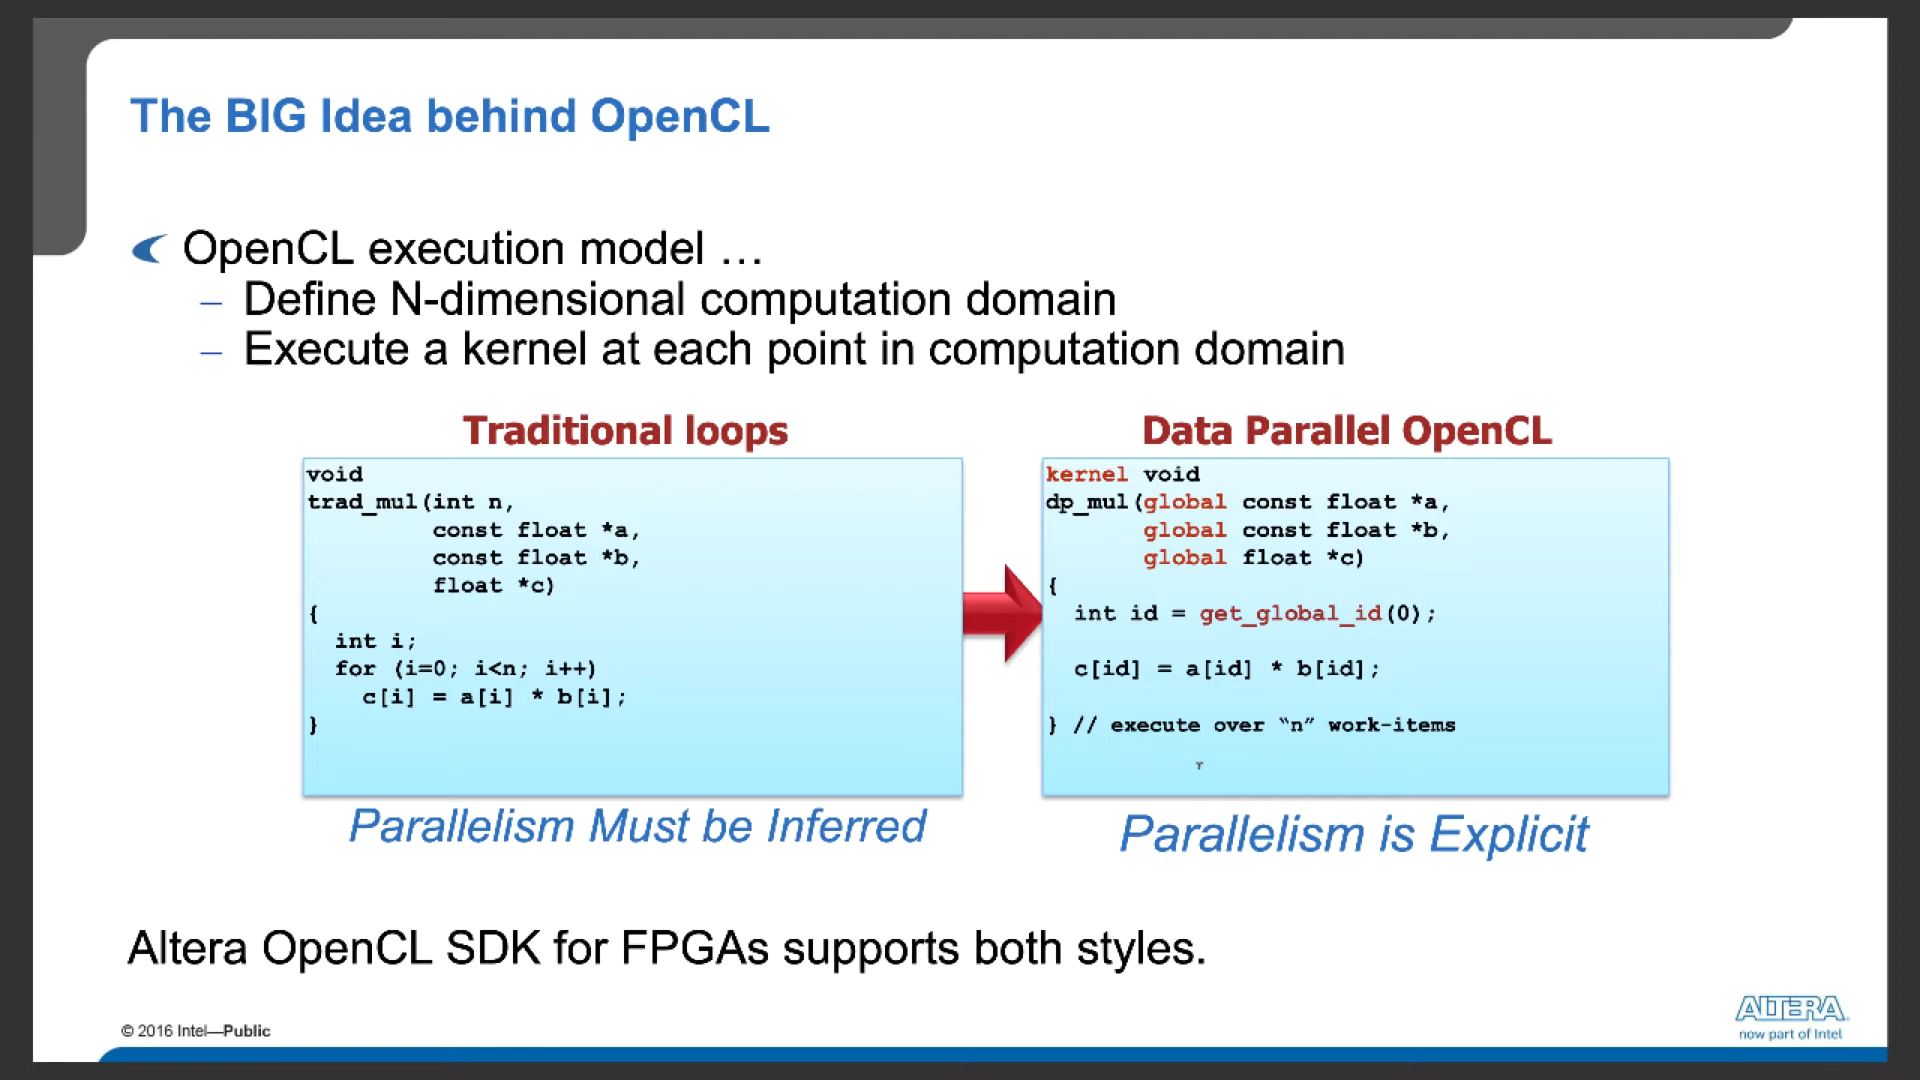 The BIG Idea behind OpenCL
OpenCL execution model …
– Define N-dimensional computation domain
– Execute a kernel at each point in computation domain
Traditional loops
void
trad_mul(int n,
         const float *a,
         const float *b,
         float *c)
{
  int i;
  for (i=0; i<n; i++)
    c[i] = a[i] * b[i];
}
Parallelism Must be Inferred
Data Parallel OpenCL
kernel void
dp_mul(global const float *a,
       global const float *b,
       global float *c)
{
  int id = get_global_id(0);
  c[id] = a[id] * b[id];
} // execute over “n” work-items
Parallelism is Explicit
Altera OpenCL SDK for FPGAs supports both styles.
© 2016 Intel—Public
ALTERA
now part of Intel